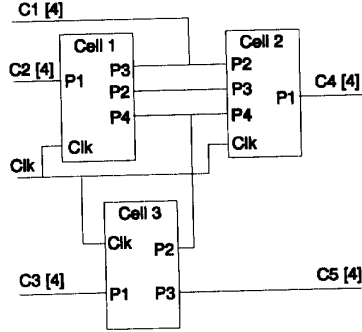 C1 [4]
Cell 1
Cell 2
C2 [4]
P1
P3
P2
P4
P2
P3
P4
P1
C4 [4]
Clk
Clk
Clk
Cell 3
Clk
P2
C3 [4]
P1
P3
C5 [4]